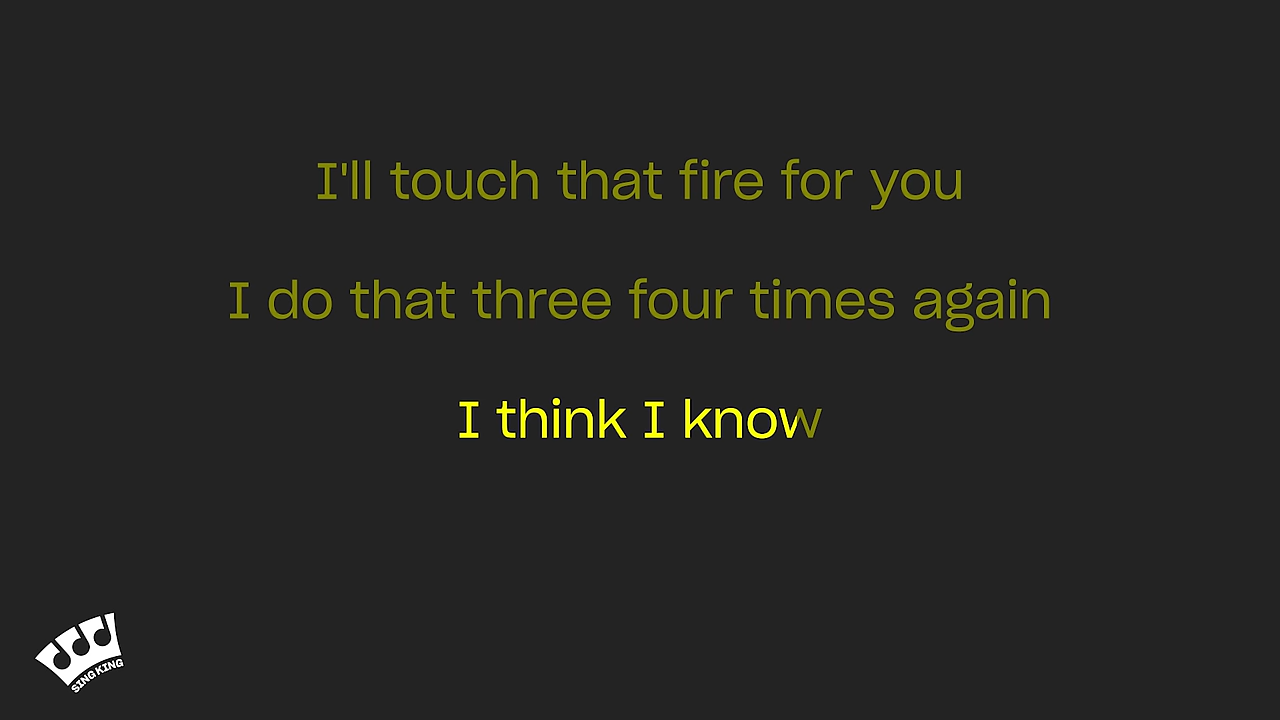 I'll touch that fire for you
I do that three four times again
I think I know
SING KING